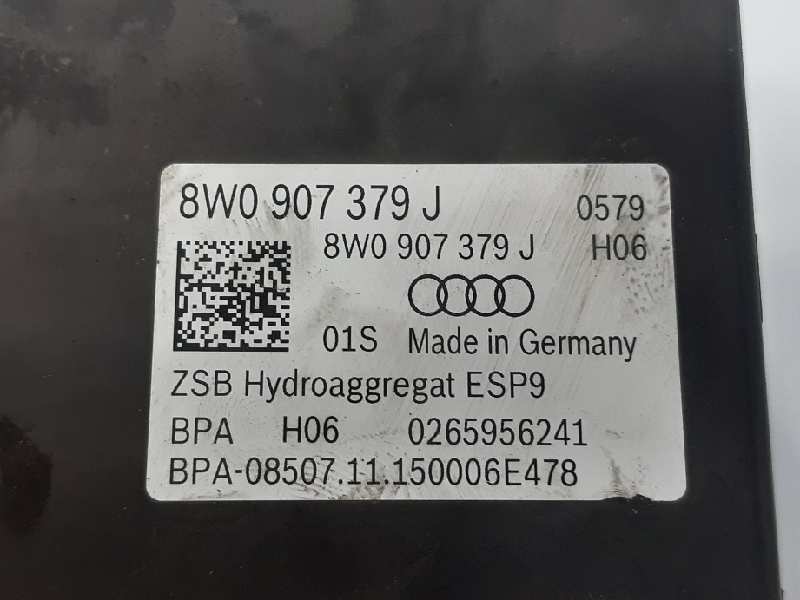 8W0 907 379 J 0579
8W0 907 379 J H06
01S Made in Germany
ZSB Hydroaggregat ESP9
BPA H06 0265956241
BPA-08507.11.150006E478